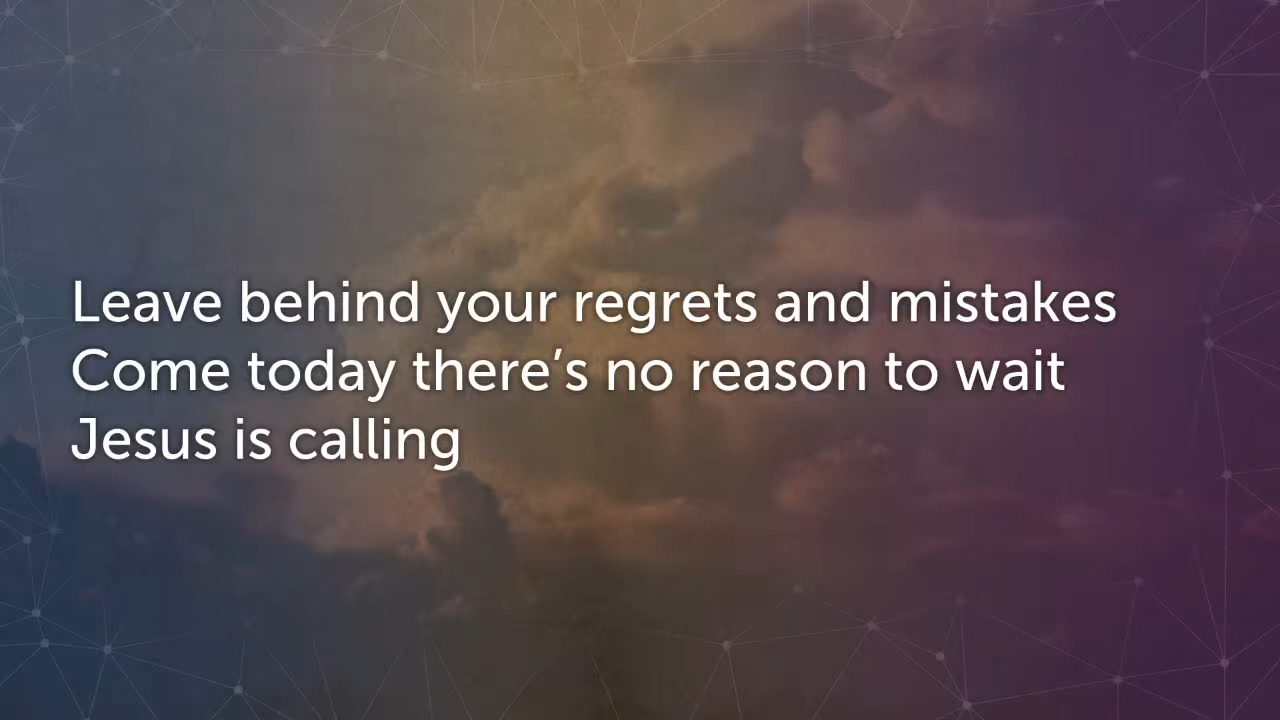 Leave behind your regrets and mistakes
Come today there’s no reason to wait
Jesus is calling